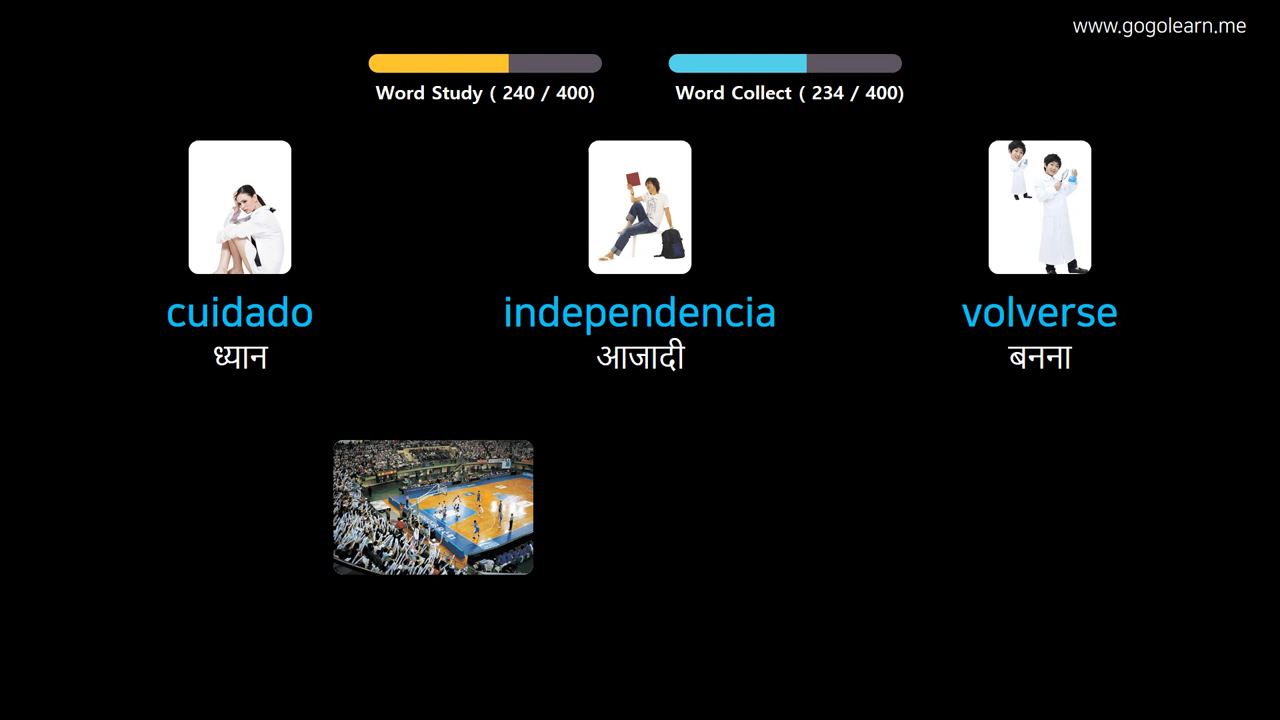 www.gogolearn.me
Word Study ( 240 / 400)
Word Collect ( 234 / 400)
cuidado
independencia
volverse
ध्यान
आजादी
बनना